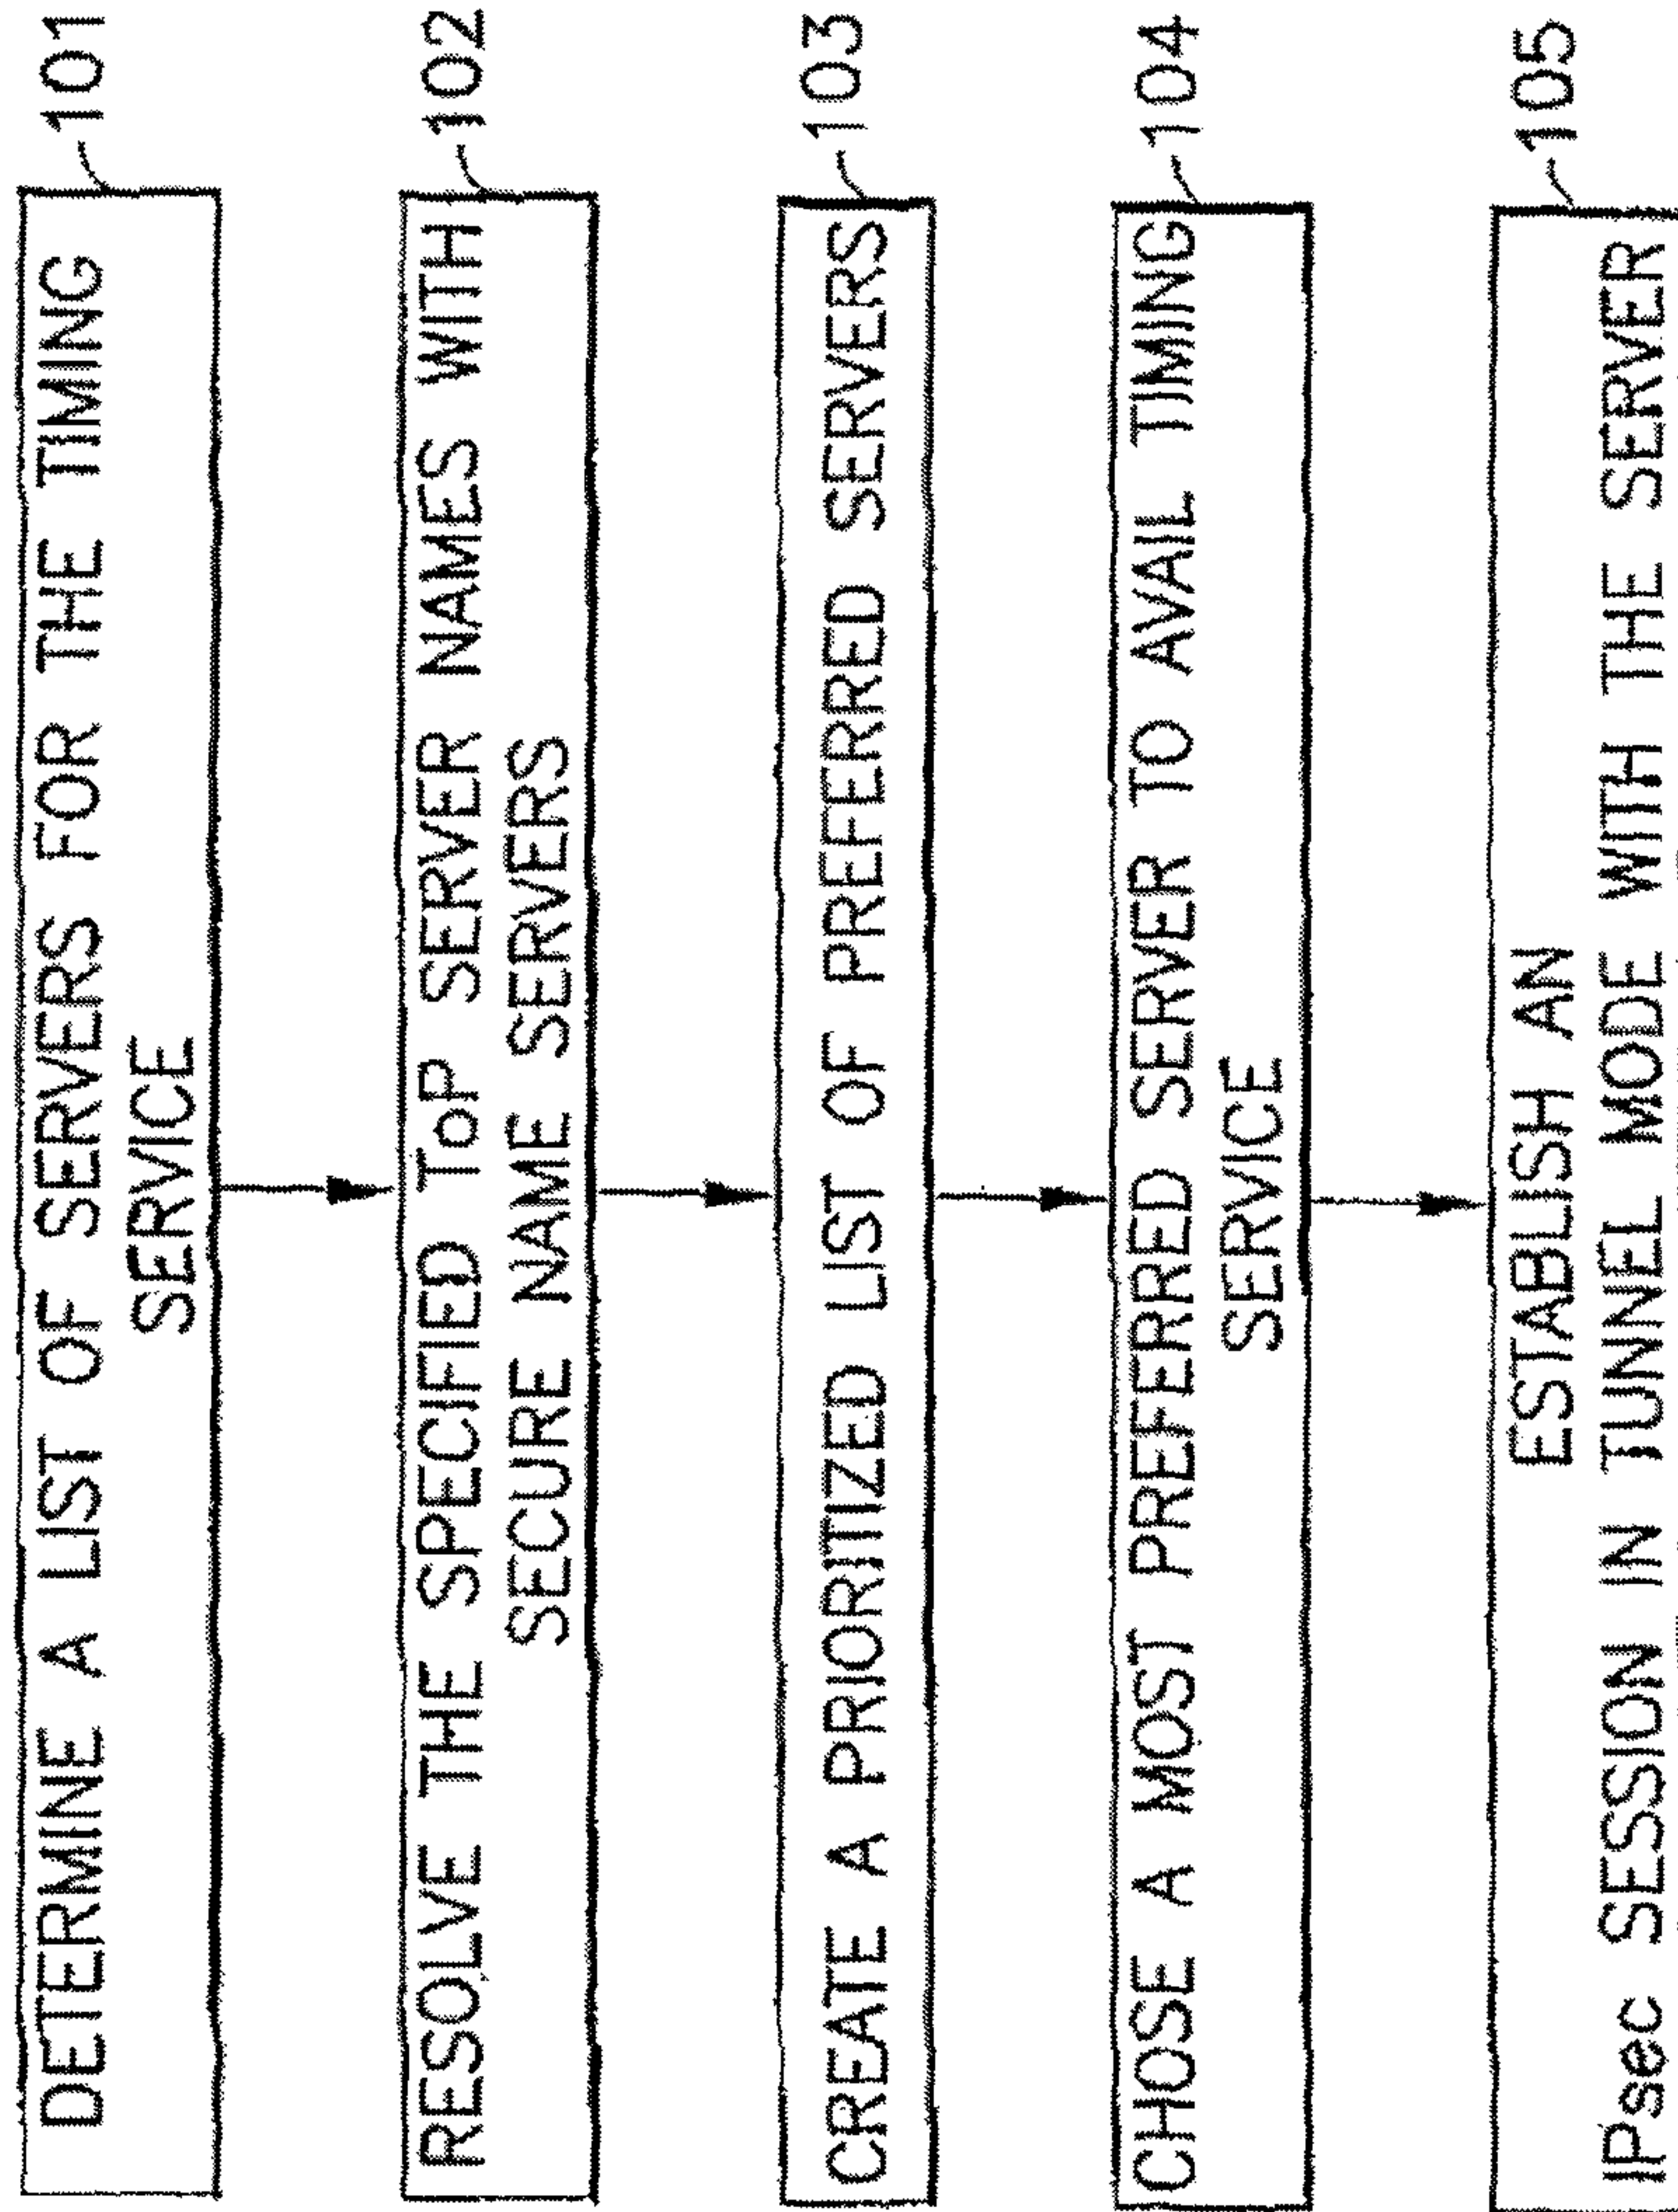 DETERMINE A LIST OF SERVERS FOR THE TIMING
SERVICE
101
RESOLVE THE SPECIFIED ToP SERVER NAMES WITH
SECURE NAME SERVERS
102
CREATE A PRIORITIZED LIST OF PREFERRED SERVERS
103
CHOSE A MOST PREFERRED SERVER TO AVAIL TIMING
SERVICE
104
ESTABLISH AN
IPsec SESSION IN TUNNEL MODE WITH THE SERVER
105